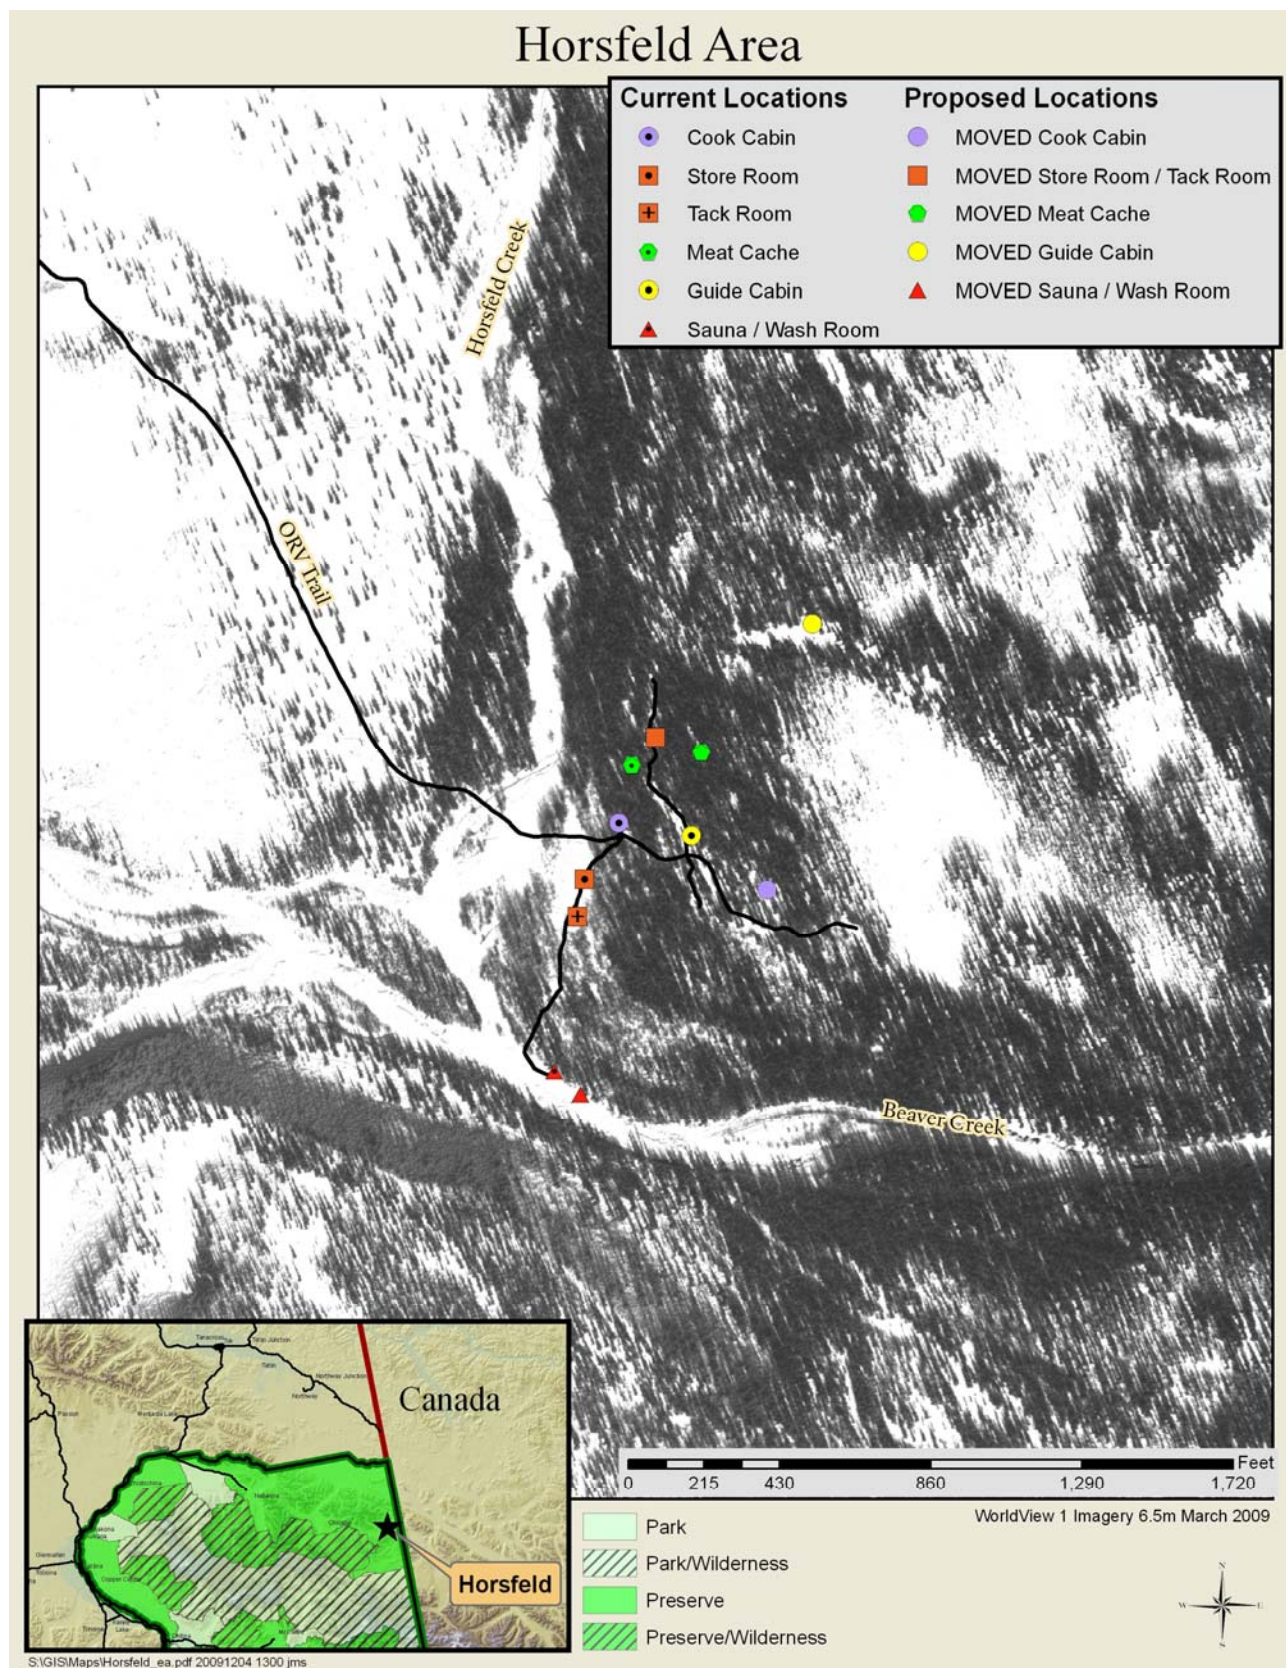 Horsfeld Area
Current Locations
Cook Cabin
Store Room
Tack Room
Meat Cache
Guide Cabin
Sauna / Wash Room
Proposed Locations
MOVED Cook Cabin
MOVED Store Room / Tack Room
MOVED Meat Cache
MOVED Guide Cabin
MOVED Sauna / Wash Room
Horsfeld Creek
ORV Trail
Beaver Creek
Canada
Northway Junction
Northway
Horsfeld
Feet
0 215 430 860 1,290 1,720
WorldView 1 Imagery 6.5m March 2009
Park
Park/Wilderness
Preserve
Preserve/Wilderness
N
W E
S
S:\GIS\Maps\Horsfeld_ea.pdf 20091204 1300 jms